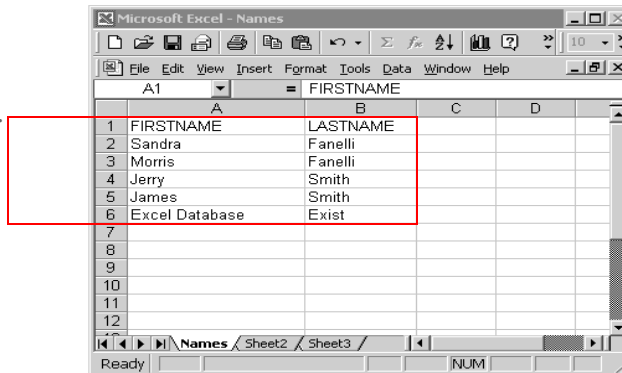 Microsoft Excel - Names
10
File Edit View Insert Format Tools Data Window Help
A1 = FIRSTNAME
A B C D
1 FIRSTNAME LASTNAME
2 Sandra Fanelli
3 Morris Fanelli
4 Jerry Smith
5 James Smith
6 Excel Database Exist
7
8
9
10
11
12
Names Sheet2 Sheet3
Ready NUM